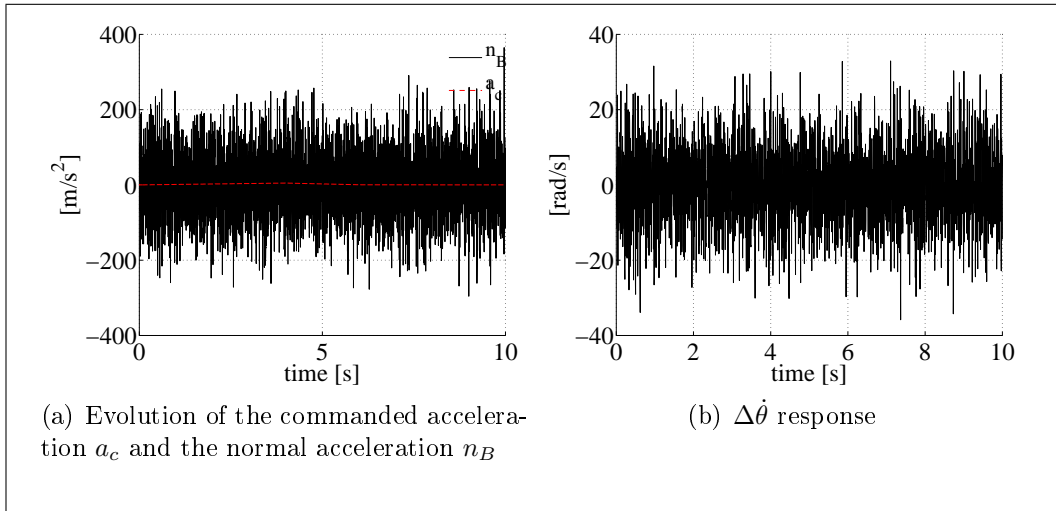 400
200
0
−200
−400
[m/s²]
0
5
10
time [s]
n_B
a_c
40
20
0
−20
−40
[rad/s]
0
2
4
6
8
10
time [s]
(a) Evolution of the commanded accelera-
tion a_c and the normal acceleration n_B
(b) Δθ̇ response